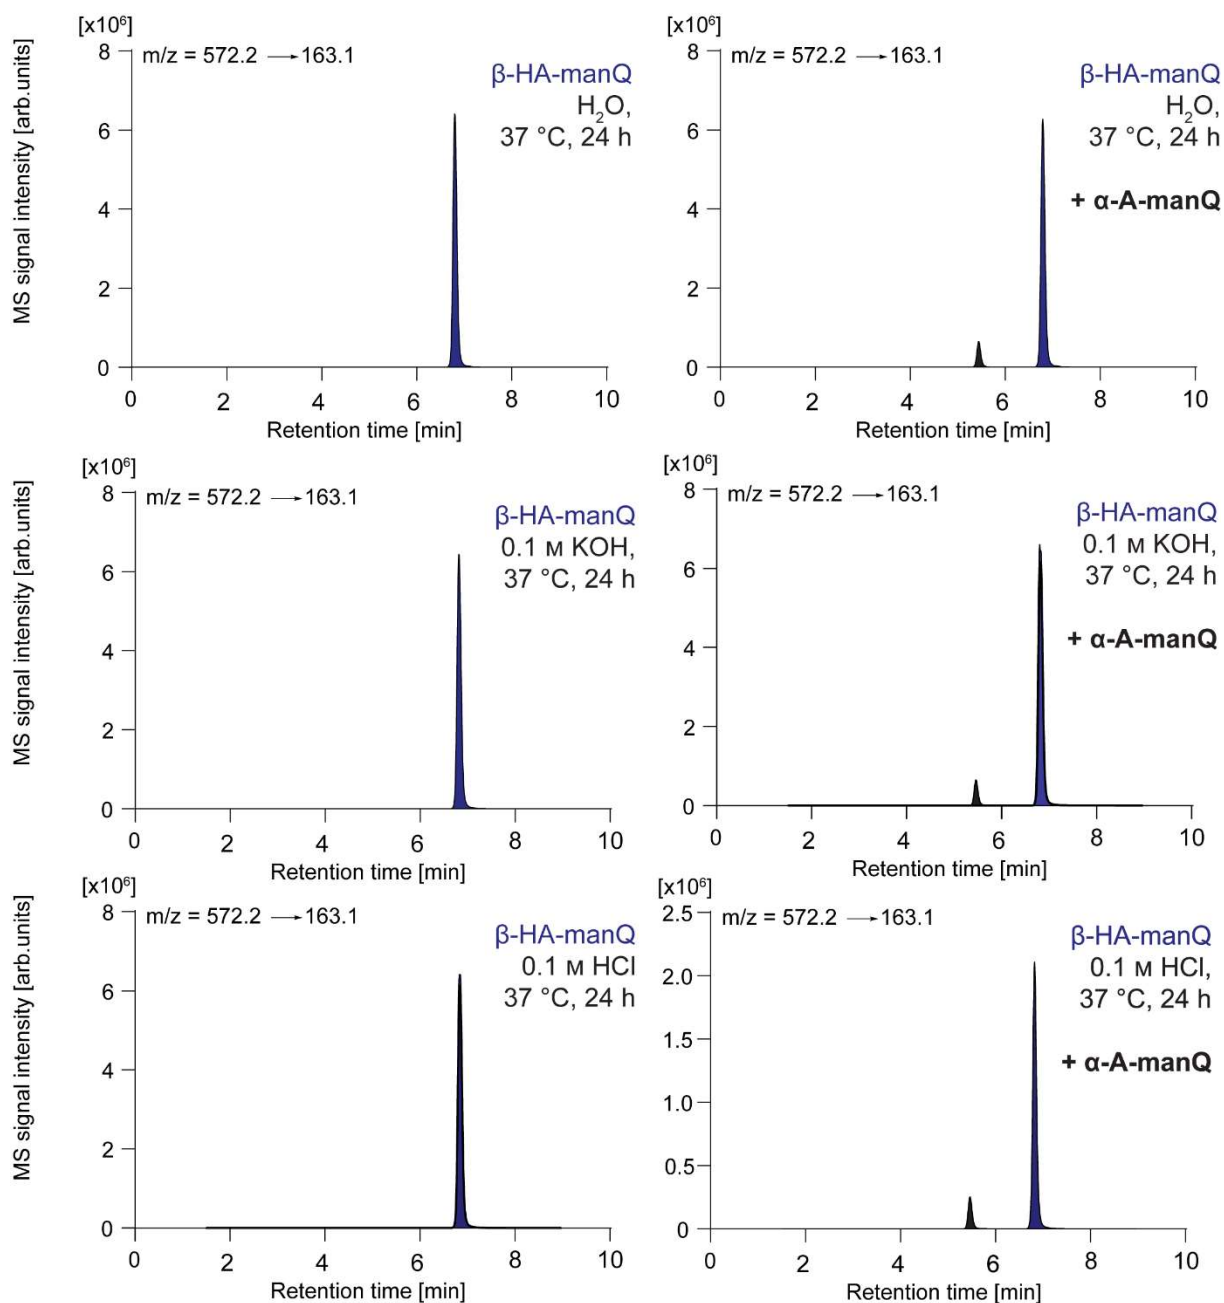 [x10⁶]
MS signal intensity [arb.units]
m/z = 572.2 → 163.1
β-HA-manQ
H₂O,
37 °C, 24 h
8
6
4
2
0
0 2 4 6 8 10
Retention time [min]
[x10⁶]
m/z = 572.2 → 163.1
β-HA-manQ
H₂O,
37 °C, 24 h
+ α-A-manQ
8
6
4
2
0
0 2 4 6 8 10
Retention time [min]
[x10⁶]
MS signal intensity [arb.units]
m/z = 572.2 → 163.1
β-HA-manQ
0.1 M KOH,
37 °C, 24 h
8
6
4
2
0
0 2 4 6 8 10
Retention time [min]
[x10⁶]
m/z = 572.2 → 163.1
β-HA-manQ
0.1 M KOH,
37 °C, 24 h
+ α-A-manQ
8
6
4
2
0
0 2 4 6 8 10
Retention time [min]
[x10⁶]
MS signal intensity [arb.units]
m/z = 572.2 → 163.1
β-HA-manQ
0.1 M HCl
37 °C, 24 h
8
6
4
2
0
0 2 4 6 8 10
Retention time [min]
[x10⁶]
m/z = 572.2 → 163.1
β-HA-manQ
0.1 M HCl,
37 °C, 24 h
+ α-A-manQ
2.5
2.0
1.5
1.0
0.5
0
0 2 4 6 8 10
Retention time [min]